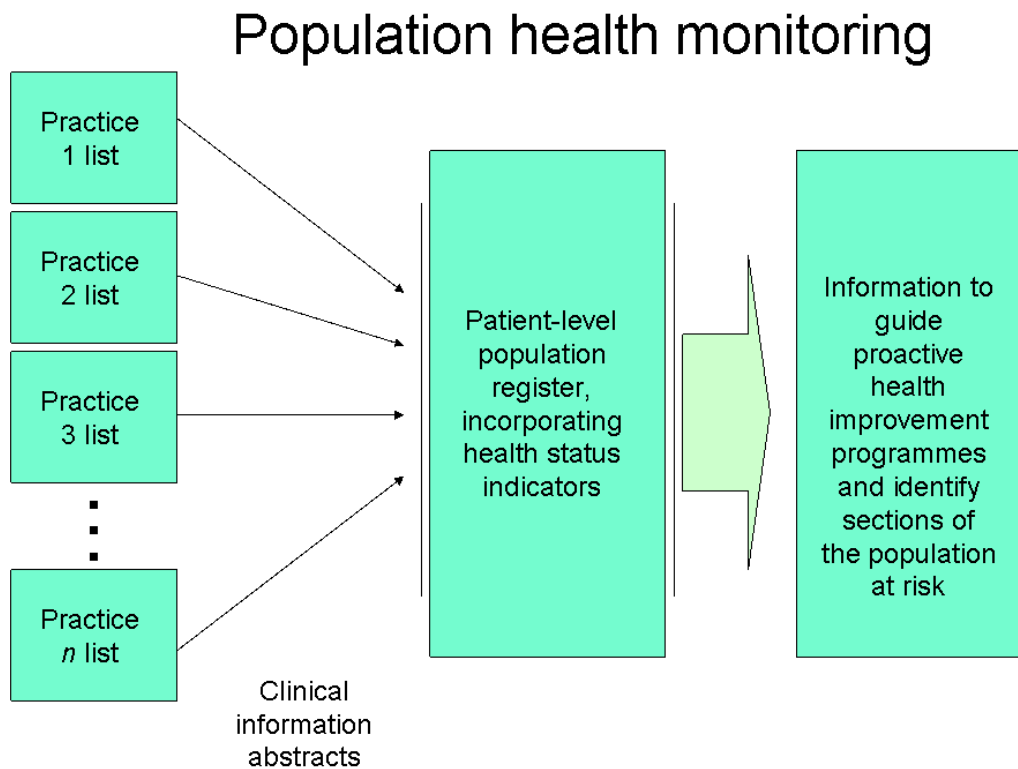 Population health monitoring
Practice
1 list
Practice
2 list
Practice
3 list
Practice
n list
Clinical
information
abstracts
Patient-level
population
register,
incorporating
health status
indicators
Information to
guide
proactive
health
improvement
programmes
and identify
sections of
the population
at risk